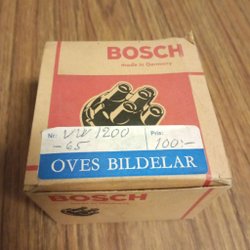 BOSCH
made in Germany
Nr: VW 1200 Pris:
-65 100:-
OVES BILDELAR
BOSCH